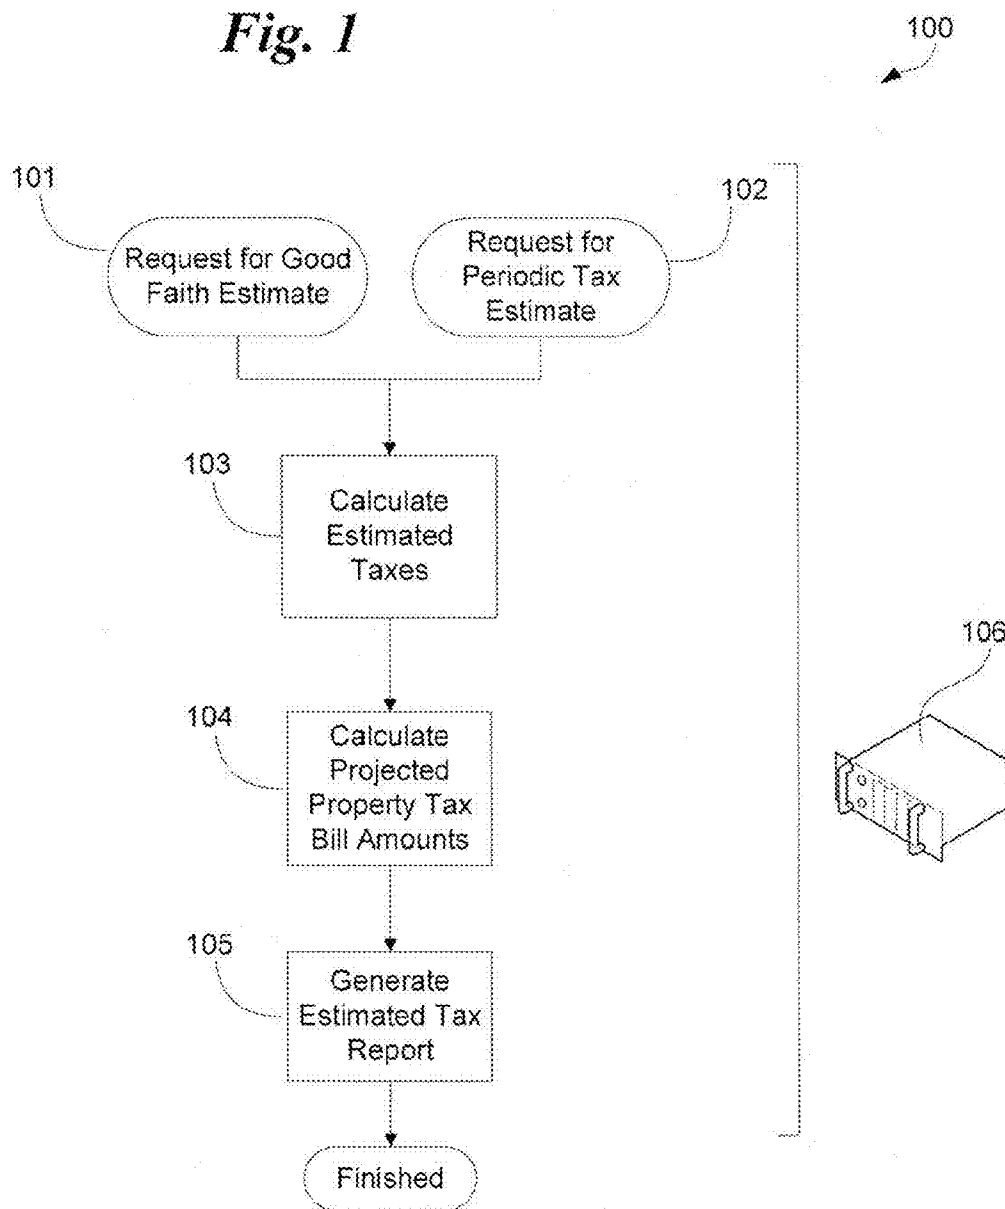 Fig. 1
100
101
102
Request for Good
Faith Estimate
Request for
Periodic Tax
Estimate
103
Calculate
Estimated
Taxes
106
104
Calculate
Projected
Property Tax
Bill Amounts
105
Generate
Estimated Tax
Report
Finished